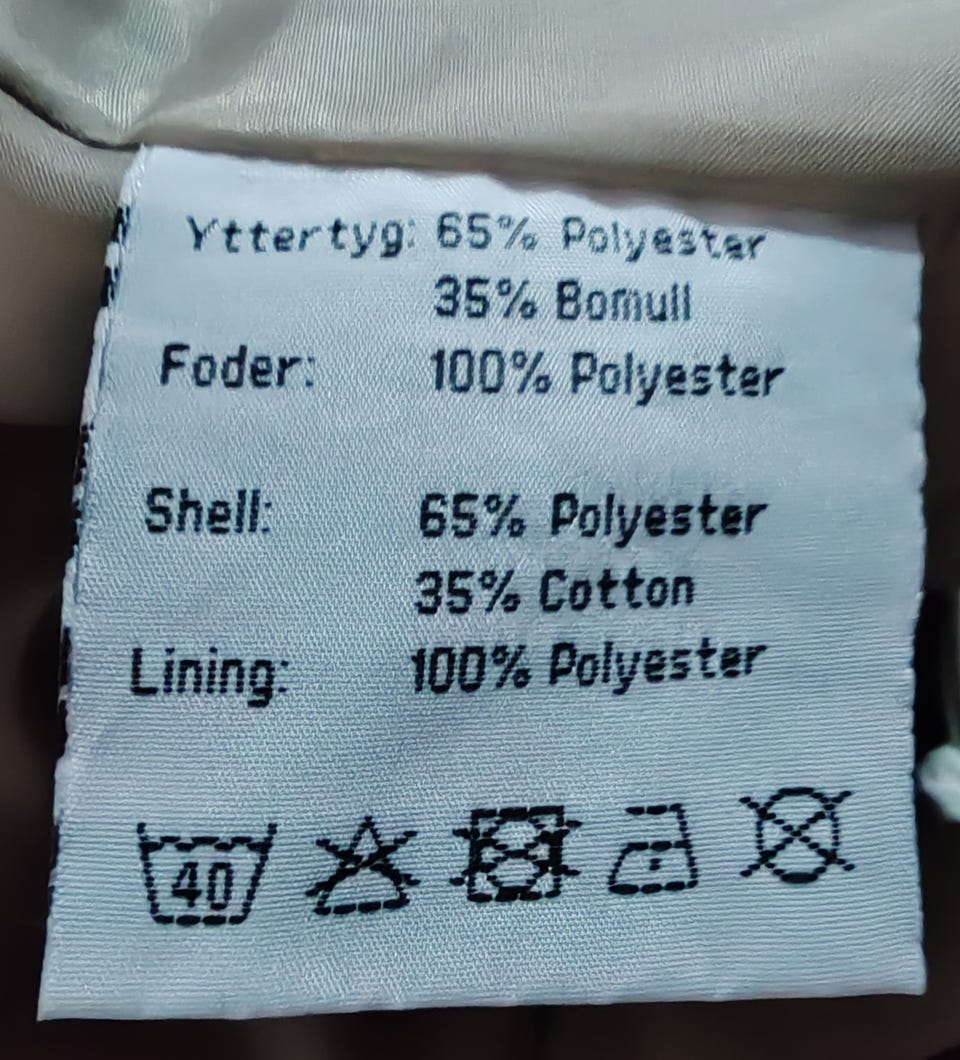 Yttertyg: 65% Polyester
35% Bomull
Foder: 100% Polyester
Shell: 65% Polyester
35% Cotton
Lining: 100% Polyester
40